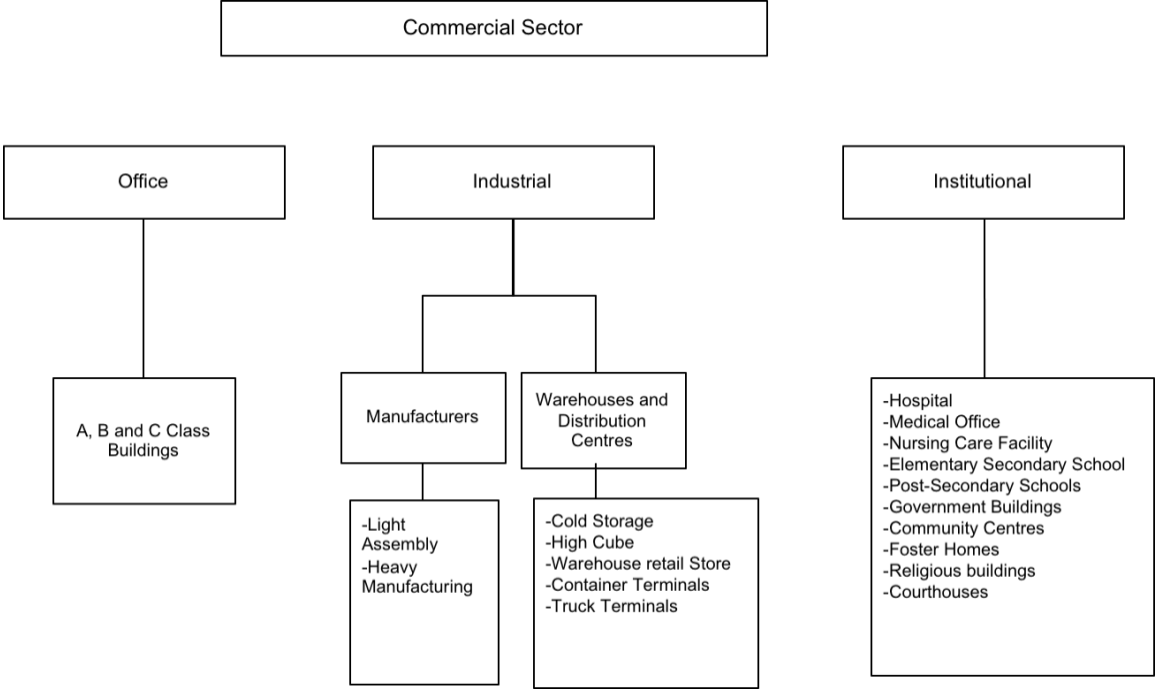 Commercial Sector
Office
Industrial
Institutional
A, B and C Class
Buildings
Manufacturers
Warehouses and
Distribution
Centres
-Light
Assembly
-Heavy
Manufacturing
-Cold Storage
-High Cube
-Warehouse retail Store
-Container Terminals
-Truck Terminals
-Hospital
-Medical Office
-Nursing Care Facility
-Elementary Secondary School
-Post-Secondary Schools
-Government Buildings
-Community Centres
-Foster Homes
-Religious buildings
-Courthouses